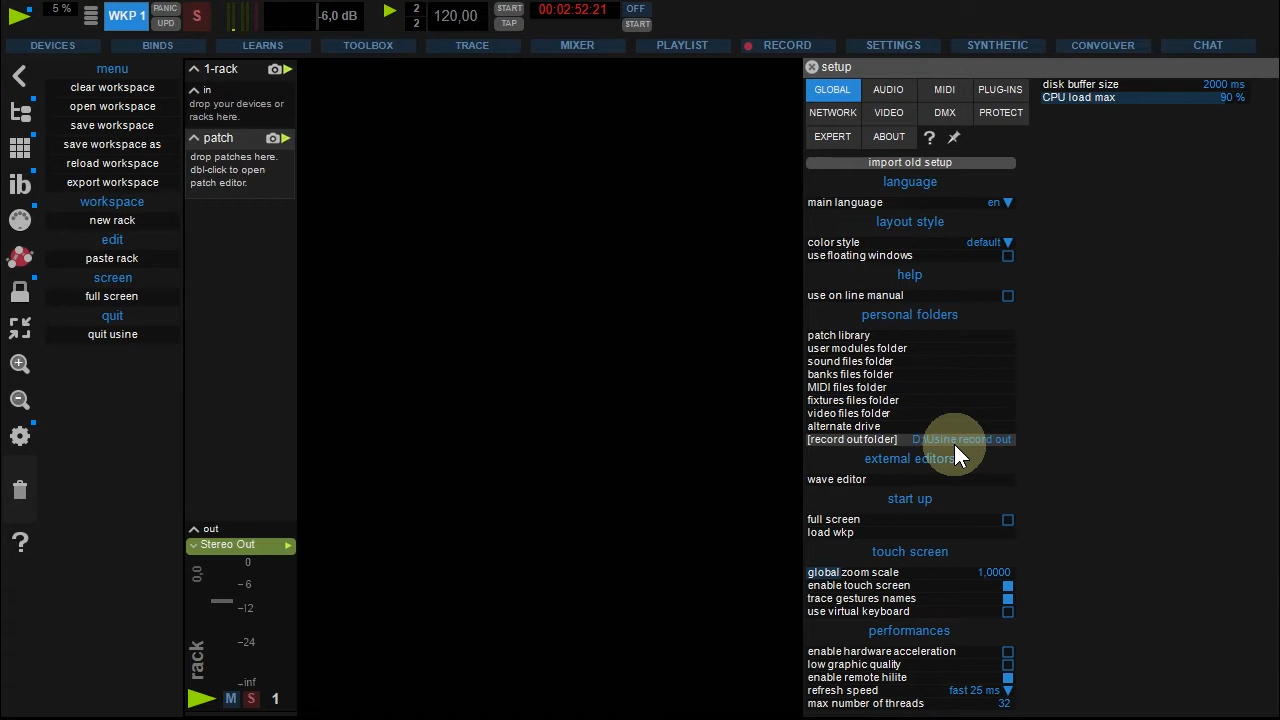 5 %
WKP 1
PANIC
UPD
S
-6,0 dB
2
2
120,00
START
TAP
00:02:52:21
OFF
START
DEVICES
BINDS
LEARNS
TOOLBOX
TRACE
MIXER
PLAYLIST
RECORD
SETTINGS
SYNTHETIC
CONVOLVER
CHAT
menu
clear workspace
open workspace
save workspace
save workspace as
reload workspace
export workspace
workspace
new rack
edit
paste rack
screen
full screen
quit
quit usine
ib
?
1-rack
in
drop your devices or
racks here.
patch
drop patches here.
dbl-click to open
patch editor.
out
Stereo Out
0,0
0
-6
-12
-24
-inf
rack
M
S
1
setup
GLOBAL
AUDIO
MIDI
PLUG-INS
NETWORK
VIDEO
DMX
PROTECT
EXPERT
ABOUT
?
import old setup
language
main language en
layout style
color style default
use floating windows
help
use on line manual
personal folders
patch library
user modules folder
sound files folder
banks files folder
MIDI files folder
fixtures files folder
video files folder
alternate drive
[record out folder] D:\Usine record out
external editors
wave editor
start up
full screen
load wkp
touch screen
global zoom scale 1,0000
enable touch screen
trace gestures names
use virtual keyboard
performances
enable hardware acceleration
low graphic quality
enable remote hilite
refresh speed fast 25 ms
max number of threads 32
disk buffer size 2000 ms
CPU load max 90 %